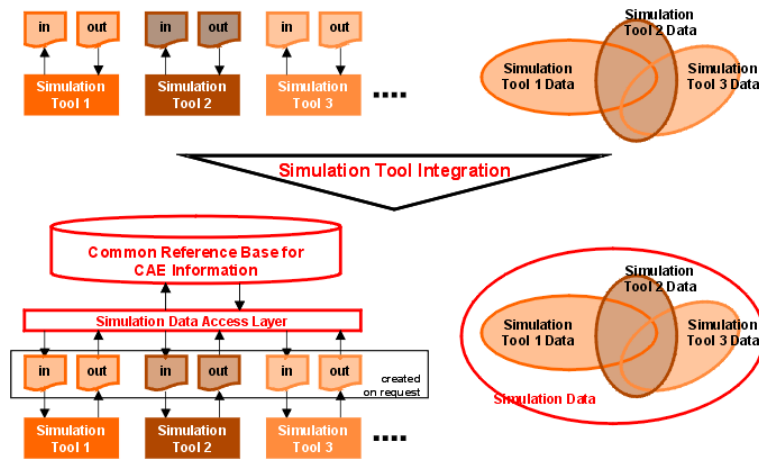 in out in out in out
Simulation Tool 1
Simulation Tool 2
Simulation Tool 3
....
Simulation Tool 2 Data
Simulation Tool 1 Data
Simulation Tool 3 Data
Simulation Tool Integration
Common Reference Base for
CAE Information
Simulation Data Access Layer
in out in out in out
created
on request
Simulation Tool 1
Simulation Tool 2
Simulation Tool 3
....
Simulation Tool 2 Data
Simulation Tool 1 Data
Simulation Tool 3 Data
Simulation Data